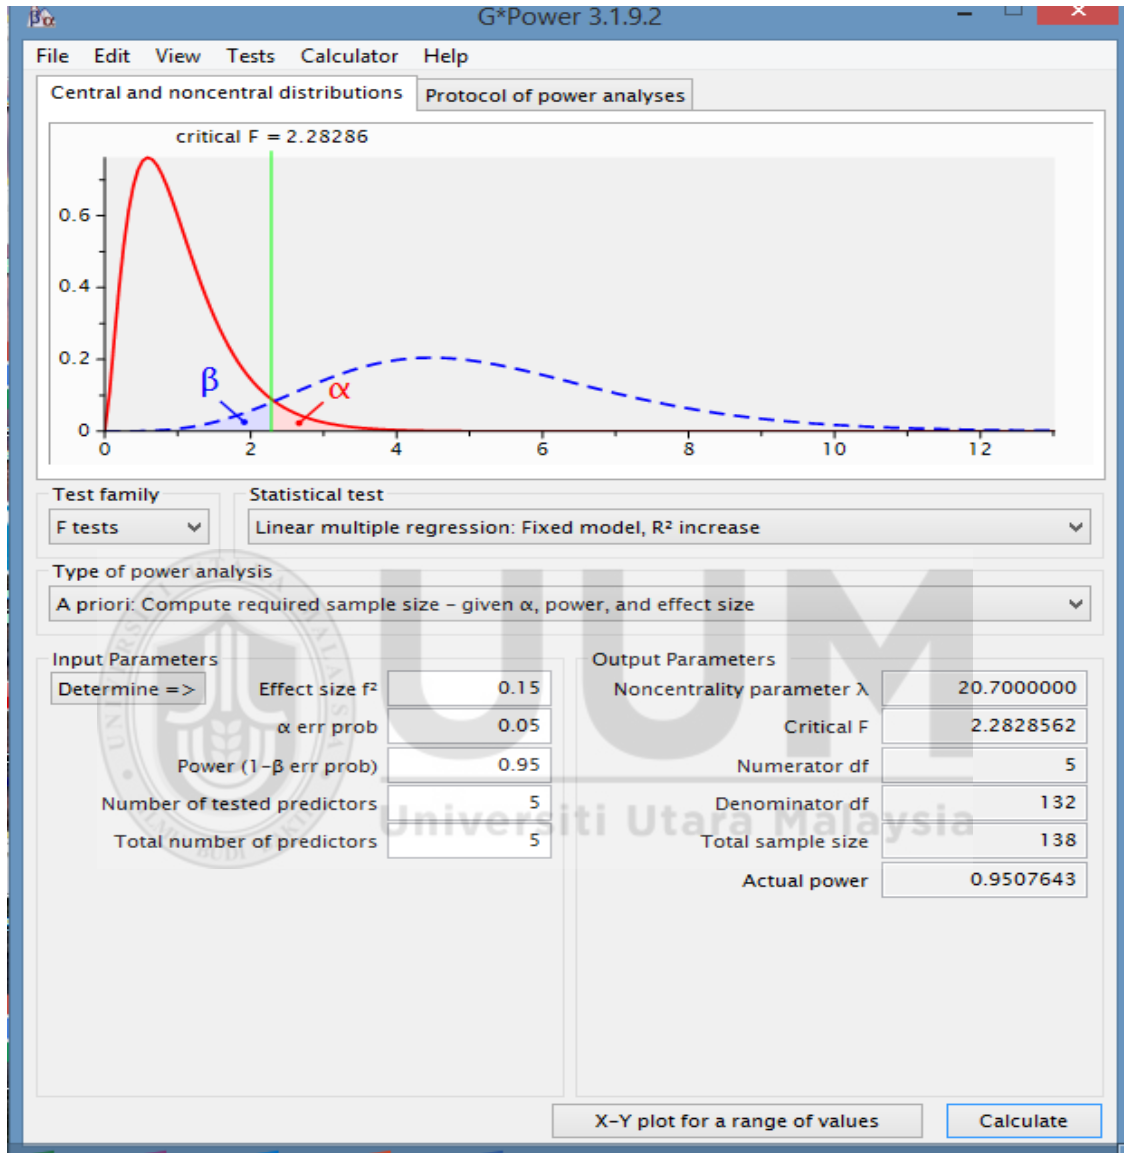 G*Power 3.1.9.2
File Edit View Tests Calculator Help
Central and noncentral distributions Protocol of power analyses
critical F = 2.28286
0.6
0.4
0.2
0
β α
0 2 4 6 8 10 12
Test family Statistical test
F tests Linear multiple regression: Fixed model, R² increase
Type of power analysis
A priori: Compute required sample size – given α, power, and effect size
Input Parameters Output Parameters
Determine => Effect size f² 0.15 Noncentrality parameter λ 20.7000000
α err prob 0.05 Critical F 2.2828562
Power (1–β err prob) 0.95 Numerator df 5
Number of tested predictors 5 Denominator df 132
Total number of predictors 5 Total sample size 138
Actual power 0.9507643
UUM
Universiti Utara Malaysia
X–Y plot for a range of values Calculate